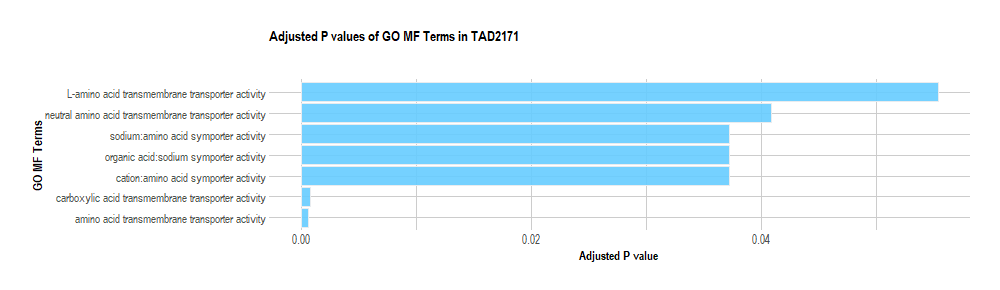 Adjusted P values of GO MF Terms in TAD2171
GO MF Terms
L-amino acid transmembrane transporter activity
neutral amino acid transmembrane transporter activity
sodium:amino acid symporter activity
organic acid:sodium symporter activity
cation:amino acid symporter activity
carboxylic acid transmembrane transporter activity
amino acid transmembrane transporter activity
0.00 0.02 0.04
Adjusted P value